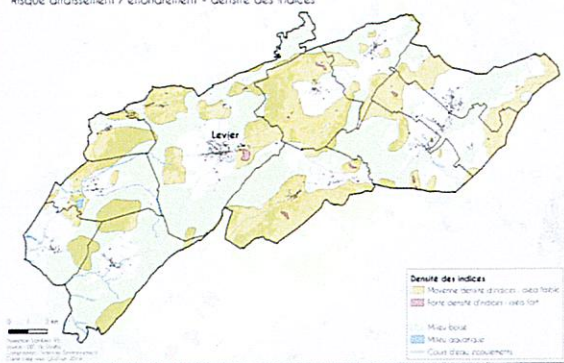 Risque affaissement / effondrement - densité des indices
Levier
Densité des indices
Moyenne densité d'indices - aléa faible
Forte densité d'indices - aléa fort
Milieu boisé
Milieu aquatique
Cours d'eau, écoulements